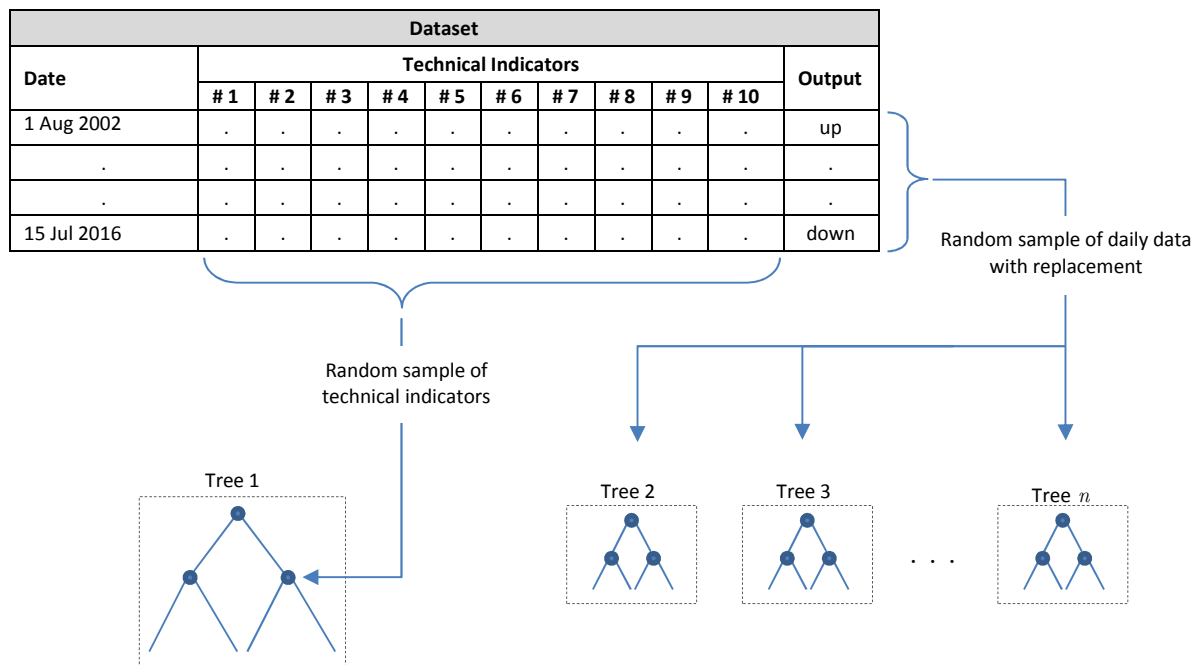 Dataset
Date Technical Indicators Output
# 1 # 2 # 3 # 4 # 5 # 6 # 7 # 8 # 9 # 10
1 Aug 2002 . . . . . . . . . . up
. . . . . . . . . . . .
. . . . . . . . . . . .
15 Jul 2016 . . . . . . . . . . down
Random sample of daily data
with replacement
Random sample of
technical indicators
Tree 1
Tree 2
Tree 3
. . .
Tree n